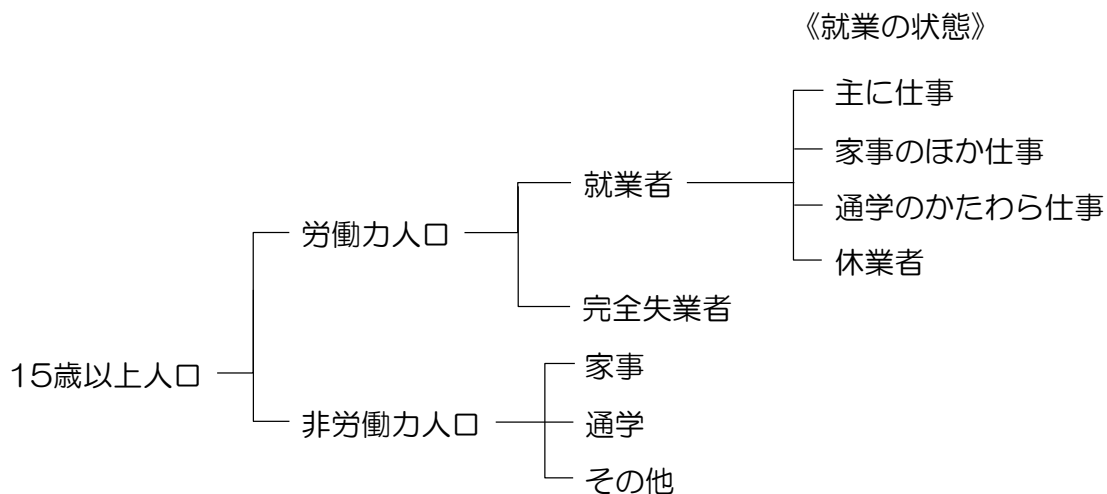 《就業の状態》
主に仕事
家事のほか仕事
就業者
通学のかたわら仕事
労働力人口
休業者
完全失業者
15歳以上人口
家事
非労働力人口
通学
その他